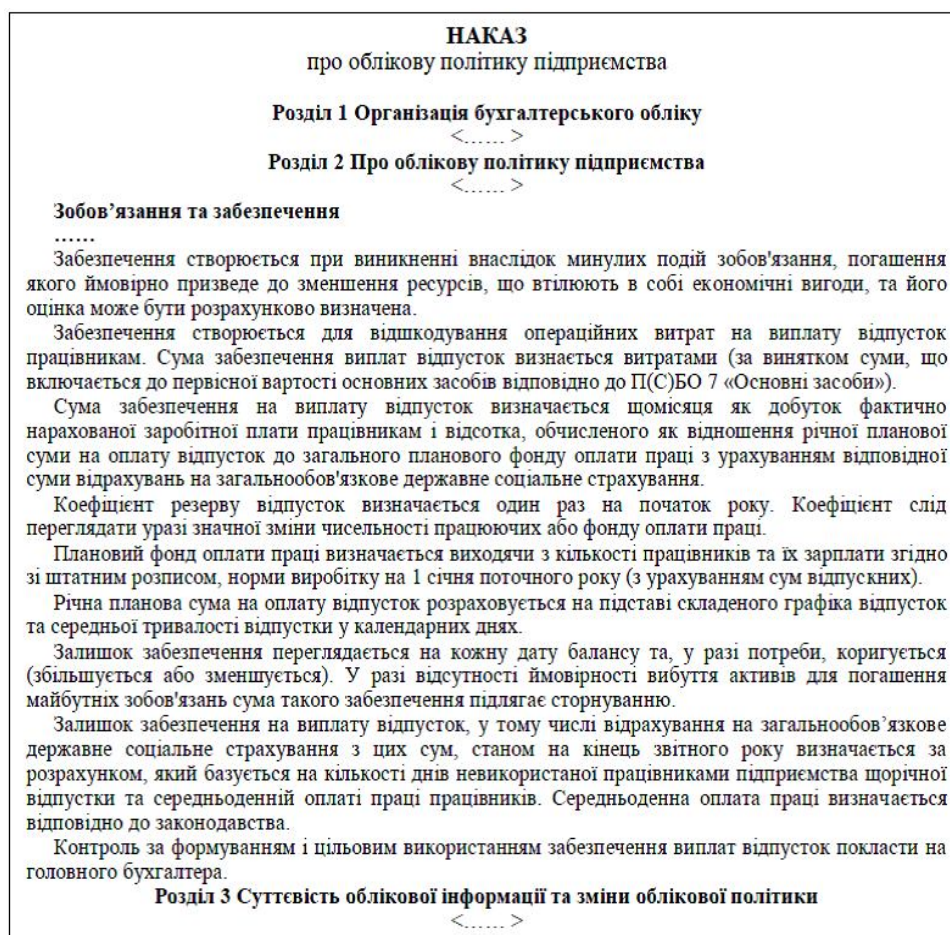 НАКАЗ
про облікову політику підприємства
Розділ 1 Організація бухгалтерського обліку
<...... >
Розділ 2 Про облікову політику підприємства
<...... >
Зобов’язання та забезпечення
......
Забезпечення створюється при виникненні внаслідок минулих подій зобов'язання, погашення
якого ймовірно призведе до зменшення ресурсів, що втілюють в собі економічні вигоди, та його
оцінка може бути розрахунково визначена.
Забезпечення створюється для відшкодування операційних витрат на виплату відпусток
працівникам. Сума забезпечення виплат відпусток визнається витратами (за винятком суми, що
включається до первісної вартості основних засобів відповідно до П(С)БО 7 «Основні засоби»).
Сума забезпечення на виплату відпусток визначається щомісяця як добуток фактично
нарахованої заробітної плати працівникам і відсотка, обчисленого як відношення річної планової
суми на оплату відпусток до загального планового фонду оплати праці з урахуванням відповідної
суми відрахувань на загальнообов'язкове державне соціальне страхування.
Коефіцієнт резерву відпусток визначається один раз на початок року. Коефіцієнт слід
переглядати уразі значної зміни чисельності працюючих або фонду оплати праці.
Плановий фонд оплати праці визначається виходячи з кількості працівників та їх зарплати згідно
зі штатним розписом, норми виробітку на 1 січня поточного року (з урахуванням сум відпускних).
Річна планова сума на оплату відпусток розраховується на підставі складеного графіка відпусток
та середньої тривалості відпустки у календарних днях.
Залишок забезпечення переглядається на кожну дату балансу та, у разі потреби, коригується
(збільшується або зменшується). У разі відсутності ймовірності вибуття активів для погашення
майбутніх зобов'язань сума такого забезпечення підлягає сторнуванню.
Залишок забезпечення на виплату відпусток, у тому числі відрахування на загальнообов’язкове
державне соціальне страхування з цих сум, станом на кінець звітного року визначається за
розрахунком, який базується на кількості днів невикористаної працівниками підприємства щорічної
відпустки та середньоденній оплаті праці працівників. Середньоденна оплата праці визначається
відповідно до законодавства.
Контроль за формуванням і цільовим використанням забезпечення виплат відпусток покласти на
головного бухгалтера.
Розділ 3 Суттєвість облікової інформації та зміни облікової політики
<...... >